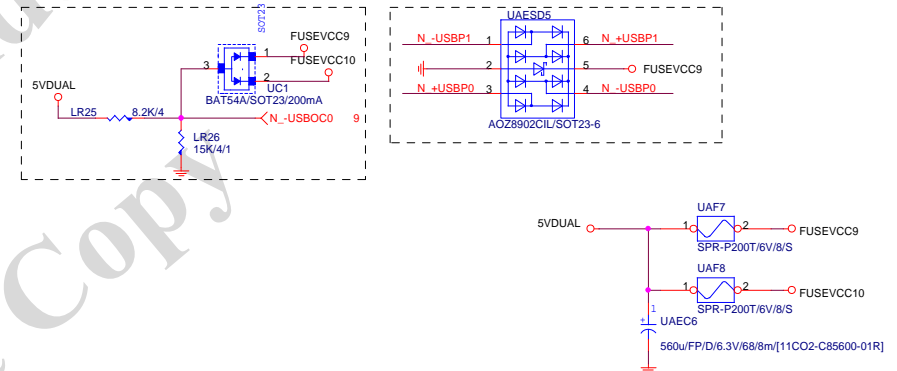 SOT23
FUSEVCC9
FUSEVCC10
1
3
2
UC1
BAT54A/SOT23/200mA
5VDUAL
LR25
8.2K/4
N_-USBOC0
9
LR26
15K/4/1
UAESD5
N_-USBP1
1
6
N_+USBP1
2
5
FUSEVCC9
N_+USBP0
3
4
N_-USBP0
AOZ8902CIL/SOT23-6
Copy
5VDUAL
UAF7
1
2
FUSEVCC9
SPR-P200T/6V/8/S
UAF8
1
2
FUSEVCC10
SPR-P200T/6V/8/S
1
+
UAEC6
560u/FP/D/6.3V/68/8m/[11CO2-C85600-01R]